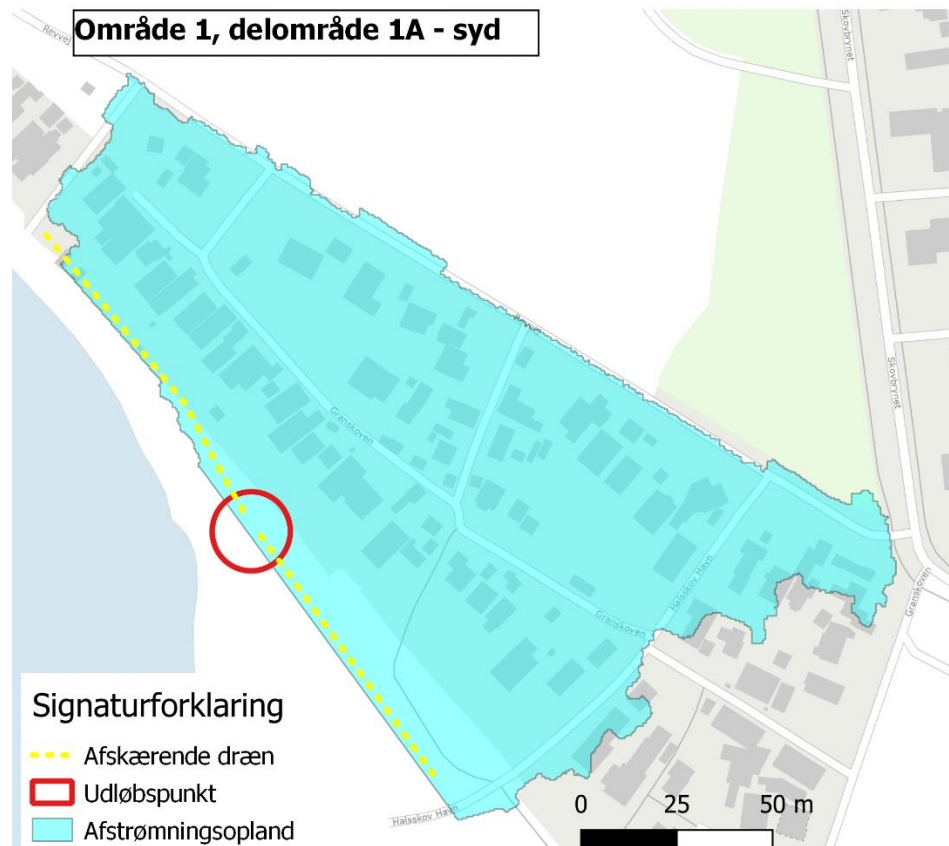 Område 1, delområde 1A - syd
Revvej
Skovbrynet
Skovbrynet
Granskoven
Halsskov Havn
Granskoven
Granskoven
Halsskov Havn
Signaturforklaring
Afskærende dræn
Udløbspunkt
Afstrømningsopland
0 25 50 m